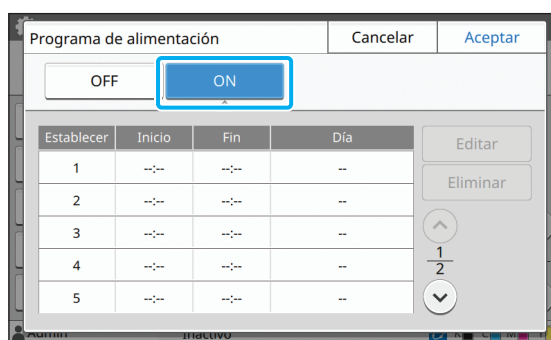 Programa de alimentación Cancelar Aceptar
OFF ON
Establecer Inicio Fin Día
1 --:-- --:-- --
2 --:-- --:-- --
3 --:-- --:-- --
4 --:-- --:-- --
5 --:-- --:-- --
Editar
Eliminar
1
2
Admin Inactivo K C M Y